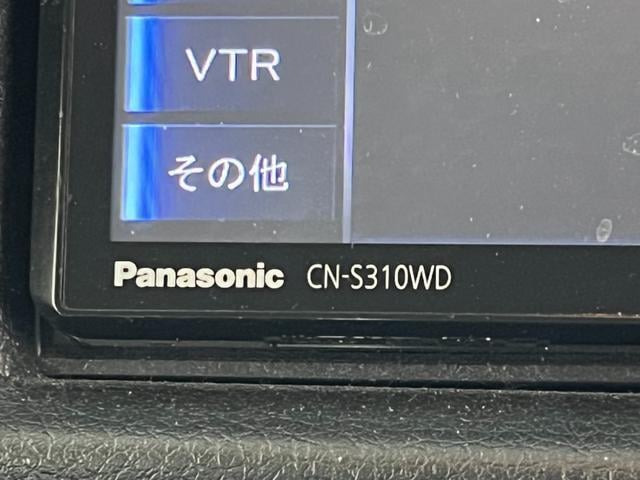 VTR
その他
Panasonic CN-S310WD